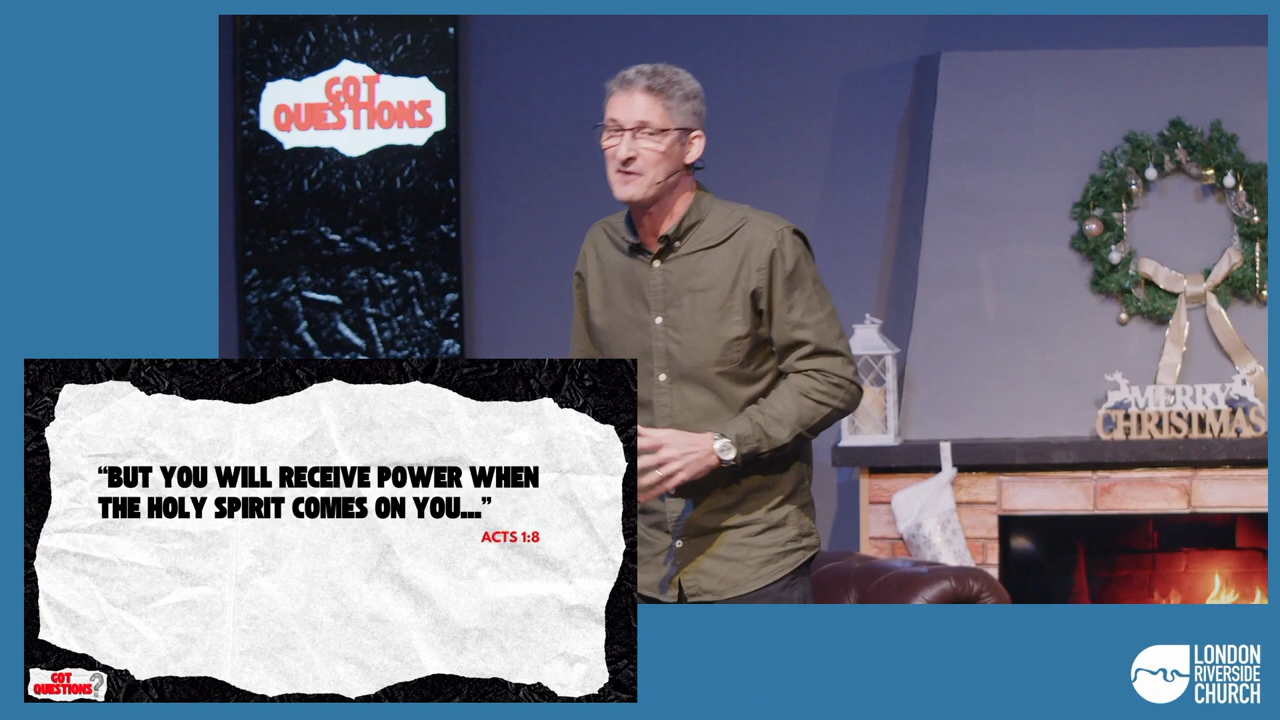 GOT
QUESTIONS
MERRY
CHRISTMAS
“BUT YOU WILL RECEIVE POWER WHEN
THE HOLY SPIRIT COMES ON YOU...”
ACTS 1:8
GOT
QUESTIONS?
LONDON
RIVERSIDE
CHURCH